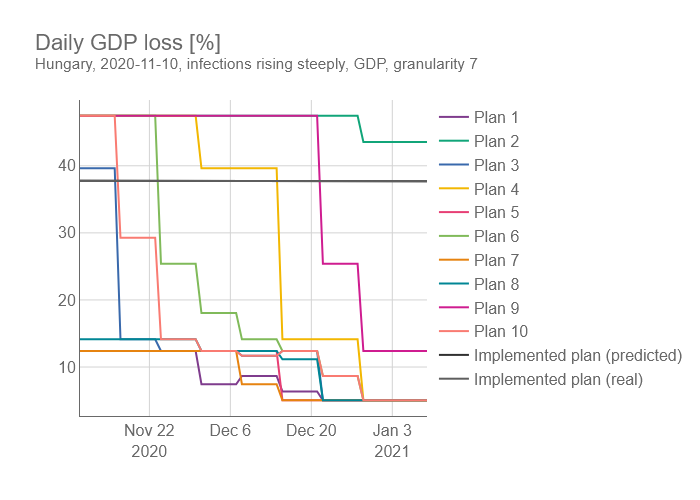 Daily GDP loss [%]
Hungary, 2020-11-10, infections rising steeply, GDP, granularity 7
40
30
20
10
Nov 22
2020
Dec 6
Dec 20
Jan 3
2021
Plan 1
Plan 2
Plan 3
Plan 4
Plan 5
Plan 6
Plan 7
Plan 8
Plan 9
Plan 10
Implemented plan (predicted)
Implemented plan (real)